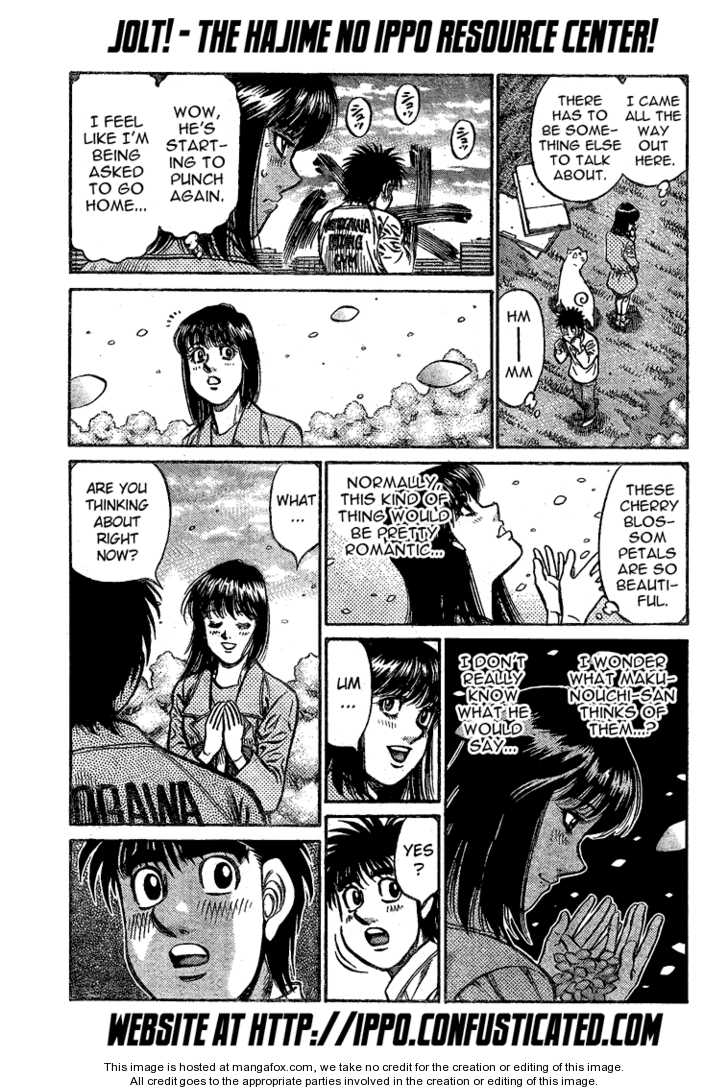 JOLT! - THE HAJIME NO IPPO RESOURCE CENTER!
I CAME
ALL THE
WAY
OUT
HERE.
THERE
HAS TO
BE SOME-
THING ELSE
TO TALK
ABOUT.
HM
MM
WOW,
HE'S
START-
ING TO
PUNCH
AGAIN.
I FEEL
LIKE I'M
BEING
ASKED
TO GO
HOME...
GYM
THESE
CHERRY
BLOS-
SOM
PETALS
ARE SO
BEAUTI-
FUL.
NORMALLY,
THIS KIND OF
THING WOULD
BE PRETTY
ROMANTIC...
I WONDER
WHAT MAKU-
NOUCHI-SAN
THINKS OF
THEM...?
I DON'T
REALLY
KNOW
WHAT HE
WOULD
SAY...
UM
...
YES
?
WHAT
...
ARE YOU
THINKING
ABOUT
RIGHT
NOW?
WEBSITE AT HTTP://IPPO.CONFUSTICATED.COM
This image is hosted at mangafox.com, we take no credit for the creation or editing of this image.
All credit goes to the appropriate parties involved in the creation or editing of this image.